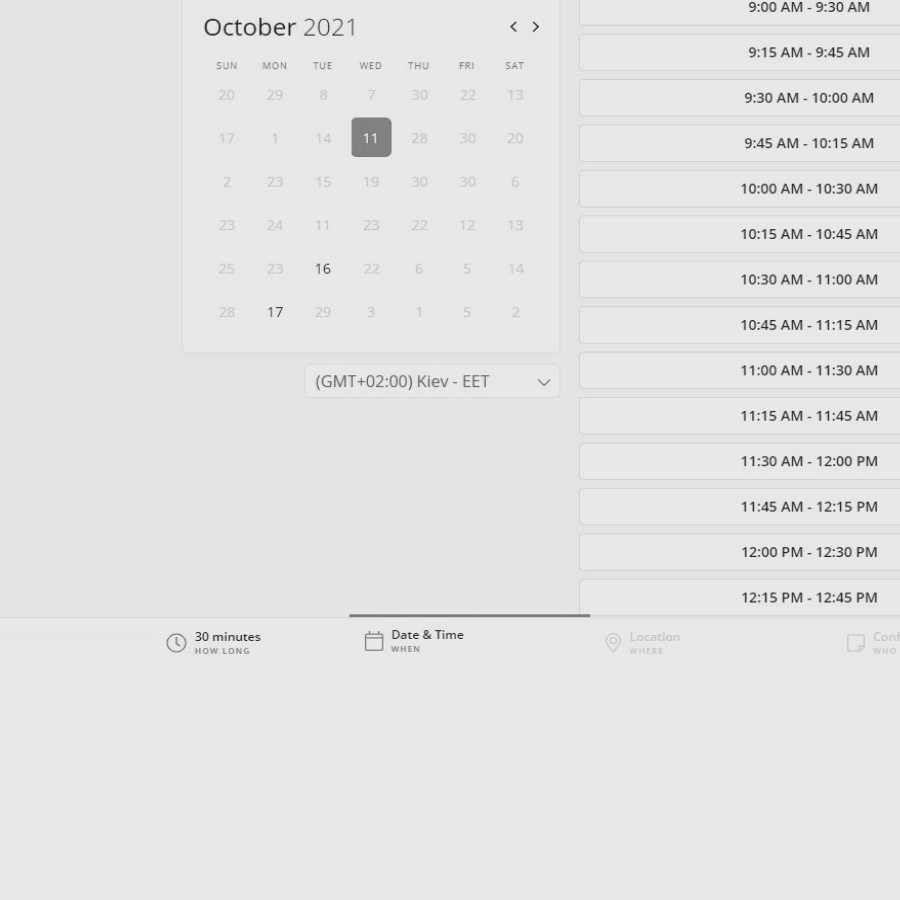 October 2021
SUN MON TUE WED THU FRI SAT
20 29 8 7 30 22 13
17 1 14 11 28 30 20
2 23 15 19 30 30 6
23 24 11 23 22 12 13
25 23 16 22 6 5 14
28 17 29 3 1 5 2
(GMT+02:00) Kiev - EET
9:00 AM - 9:30 AM
9:15 AM - 9:45 AM
9:30 AM - 10:00 AM
9:45 AM - 10:15 AM
10:00 AM - 10:30 AM
10:15 AM - 10:45 AM
10:30 AM - 11:00 AM
10:45 AM - 11:15 AM
11:00 AM - 11:30 AM
11:15 AM - 11:45 AM
11:30 AM - 12:00 PM
11:45 AM - 12:15 PM
12:00 PM - 12:30 PM
12:15 PM - 12:45 PM
30 minutes
HOW LONG
Date & Time
WHEN
Location
WHERE
Conf
WHO